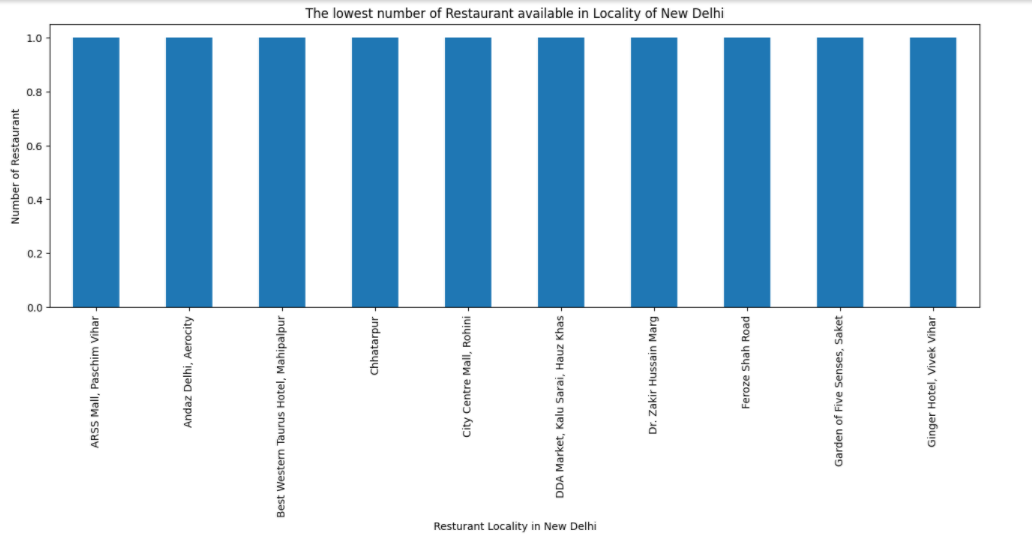 The lowest number of Restaurant available in Locality of New Delhi
Number of Restaurant
1.0
0.8
0.6
0.4
0.2
0.0
ARSS Mall, Paschim Vihar
Andaz Delhi, Aerocity
Best Western Taurus Hotel, Mahipalpur
Chhatarpur
City Centre Mall, Rohini
DDA Market, Kalu Sarai, Hauz Khas
Dr. Zakir Hussain Marg
Feroze Shah Road
Garden of Five Senses, Saket
Ginger Hotel, Vivek Vihar
Resturant Locality in New Delhi